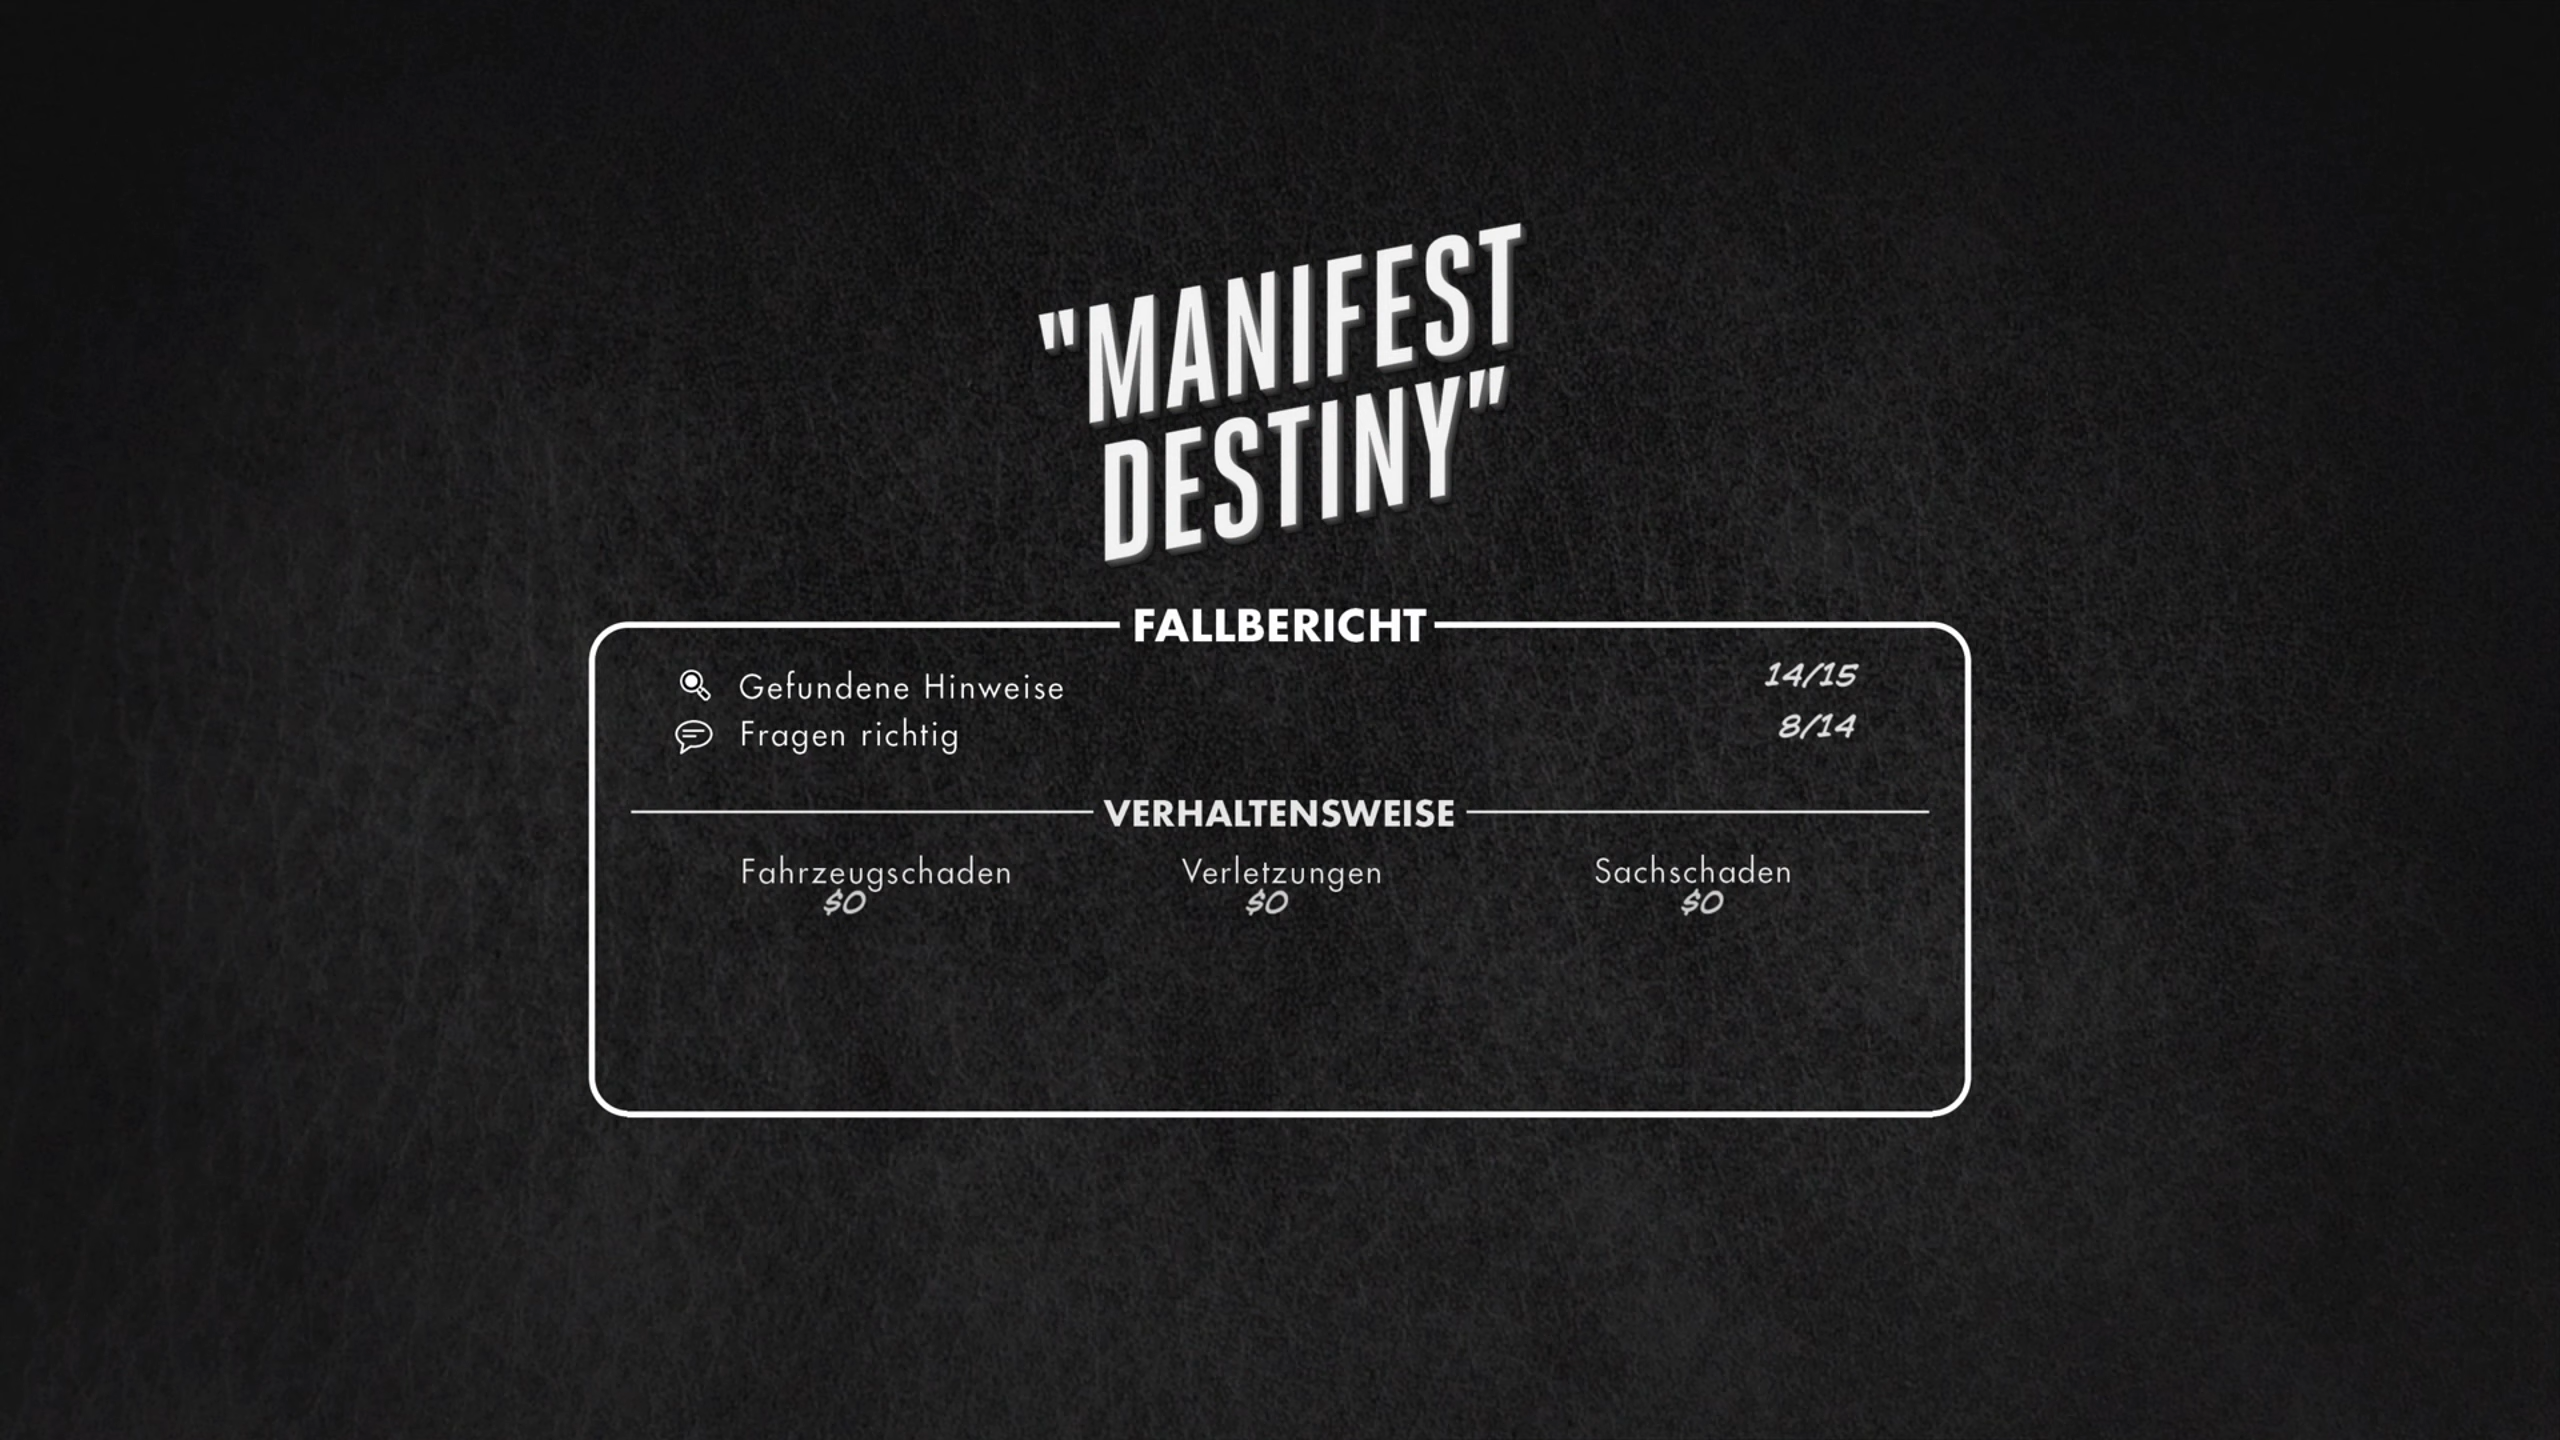 "MANIFEST
DESTINY"
FALLBERICHT
Gefundene Hinweise 14/15
Fragen richtig 8/14
VERHALTENSWEISE
Fahrzeugschaden Verletzungen Sachschaden
$0 $0 $0